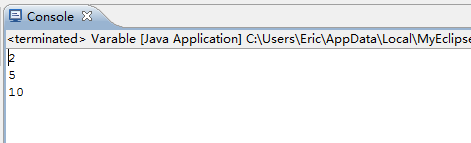 Console
<terminated> Varable [Java Application] C:\Users\Eric\AppData\Local\MyEclipse
2
5
10